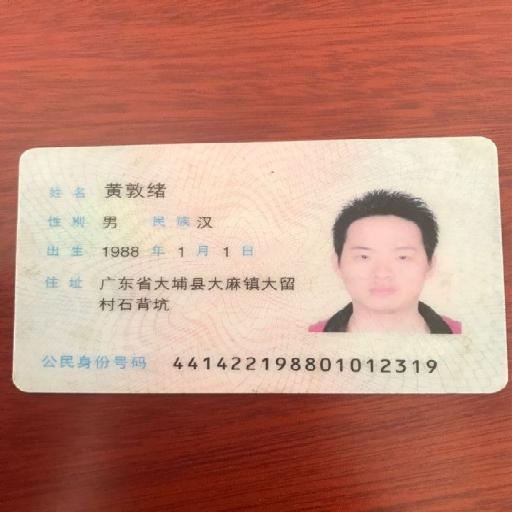 姓名 黄敦绪
性别 男 民族 汉
出生 1988 年 1 月 1 日
住址 广东省大埔县大麻镇大留
村石背坑
公民身份号码 441422198801012319